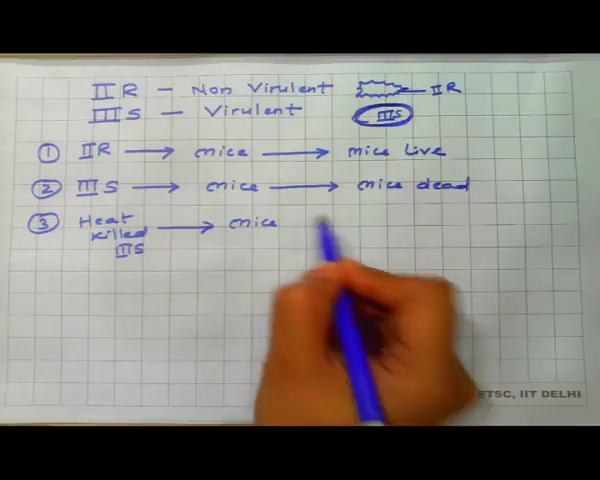 II R — Non Virulent II R
III S — Virulent III S
1 II R → mice → mice Live
2 III S → mice → mice dead
3 Heat → mice
killed
III S
ETSC, IIT DELHI